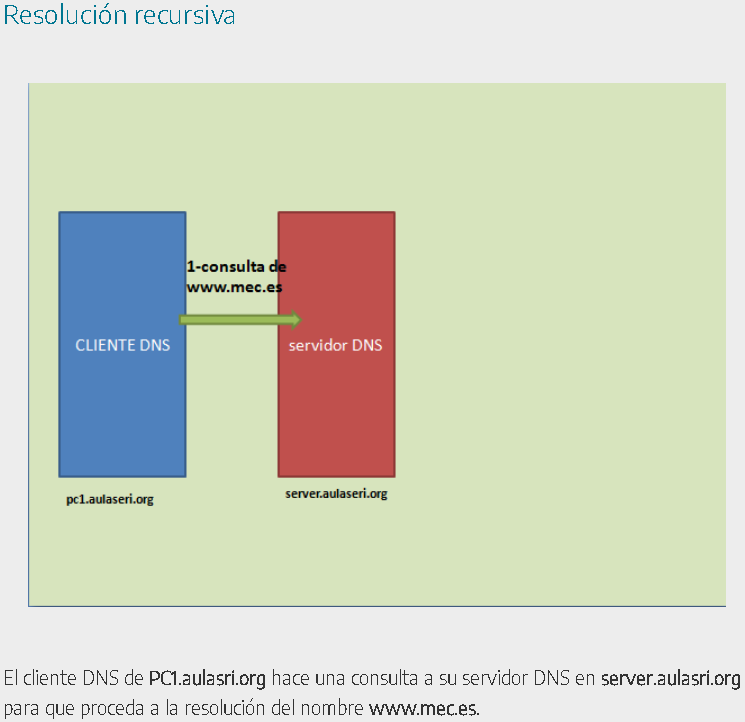 Resolución recursiva
1-consulta de
www.mec.es
CLIENTE DNS
servidor DNS
pc1.aulaseri.org
server.aulaseri.org
El cliente DNS de PC1.aulasri.org hace una consulta a su servidor DNS en server.aulasri.org
para que proceda a la resolución del nombre www.mec.es.